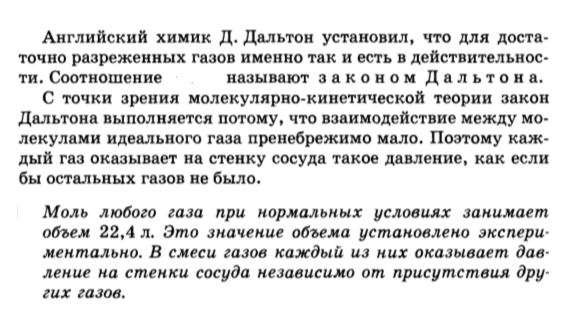 Английский химик Д. Дальтон установил, что для доста-
точно разреженных газов именно так и есть в действительнос-
ти. Соотношение называют законом Дальтона.
С точки зрения молекулярно-кинетической теории закон
Дальтона выполняется потому, что взаимодействие между мо-
лекулами идеального газа пренебрежимо мало. Поэтому каж-
дый газ оказывает на стенку сосуда такое давление, как если
бы остальных газов не было.
Моль любого газа при нормальных условиях занимает
объем 22,4 л. Это значение объема установлено экспери-
ментально. В смеси газов каждый из них оказывает дав-
ление на стенки сосуда независимо от присутствия дру-
гих газов.